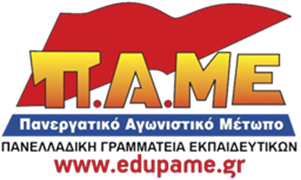 Π.Α.ΜΕ
Πανεργατικό Αγωνιστικό Μέτωπο
ΠΑΝΕΛΛΑΔΙΚΗ ΓΡΑΜΜΑΤΕΙΑ ΕΚΠΑΙΔΕΥΤΙΚΩΝ
www.edupame.gr